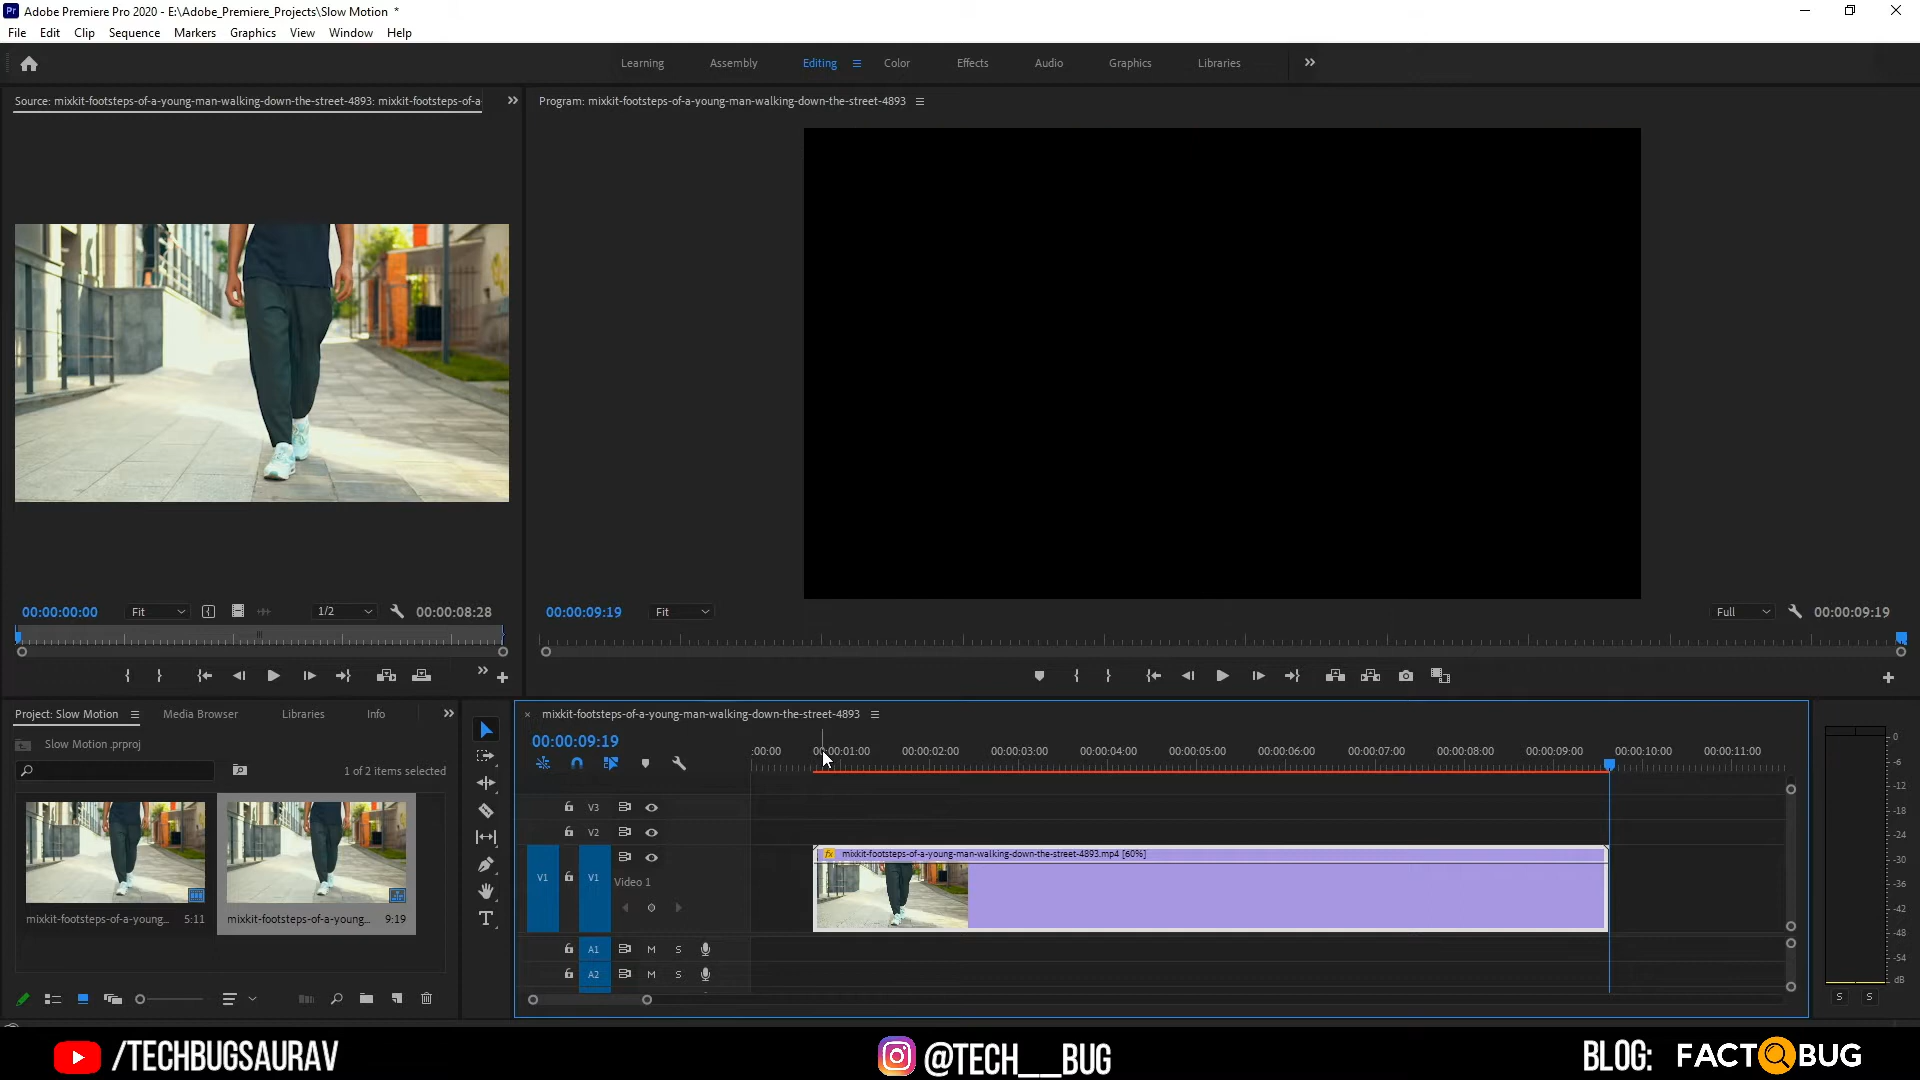 Pr Adobe Premiere Pro 2020 - E:\Adobe_Premiere_Projects\Slow Motion *
File Edit Clip Sequence Markers Graphics View Window Help
Learning Assembly Editing Color Effects Audio Graphics Libraries
Source: mixkit-footsteps-of-a-young-man-walking-down-the-street-4893: mixkit-footsteps-of-a
Program: mixkit-footsteps-of-a-young-man-walking-down-the-street-4893
00:00:00:00 Fit 1/2 00:00:08:28
00:00:09:19 Fit Full 00:00:09:19
Project: Slow Motion Media Browser Libraries Info
Slow Motion .prproj
1 of 2 items selected
mixkit-footsteps-of-a-young... 5:11
mixkit-footsteps-of-a-young... 9:19
mixkit-footsteps-of-a-young-man-walking-down-the-street-4893
00:00:09:19
:00:00 00:00:01:00 00:00:02:00 00:00:03:00 00:00:04:00 00:00:05:00 00:00:06:00 00:00:07:00 00:00:08:00 00:00:09:00 00:00:10:00 00:00:11:00
V3
V2
mixkit-footsteps-of-a-young-man-walking-down-the-street-4893.mp4 [60%]
V1 V1
Video 1
A1 M S
A2 M S
0
-6
-12
-18
-24
-30
-36
-42
-48
-54
dB
S S
/TECHBUGSAURAV
@TECH__BUG
BLOG: FACTOBUG